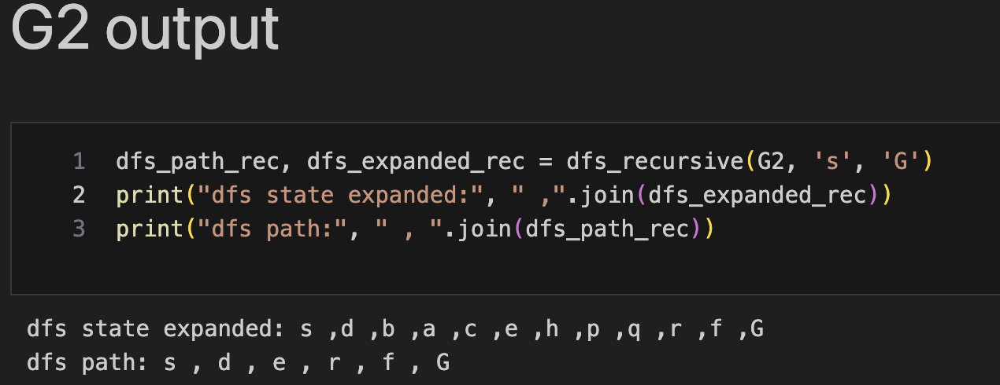 G2 output
1 dfs_path_rec, dfs_expanded_rec = dfs_recursive(G2, 's', 'G')
2 print("dfs state expanded:", " ,".join(dfs_expanded_rec))
3 print("dfs path:", " , ".join(dfs_path_rec))
dfs state expanded: s ,d ,b ,a ,c ,e ,h ,p ,q ,r ,f ,G
dfs path: s , d , e , r , f , G